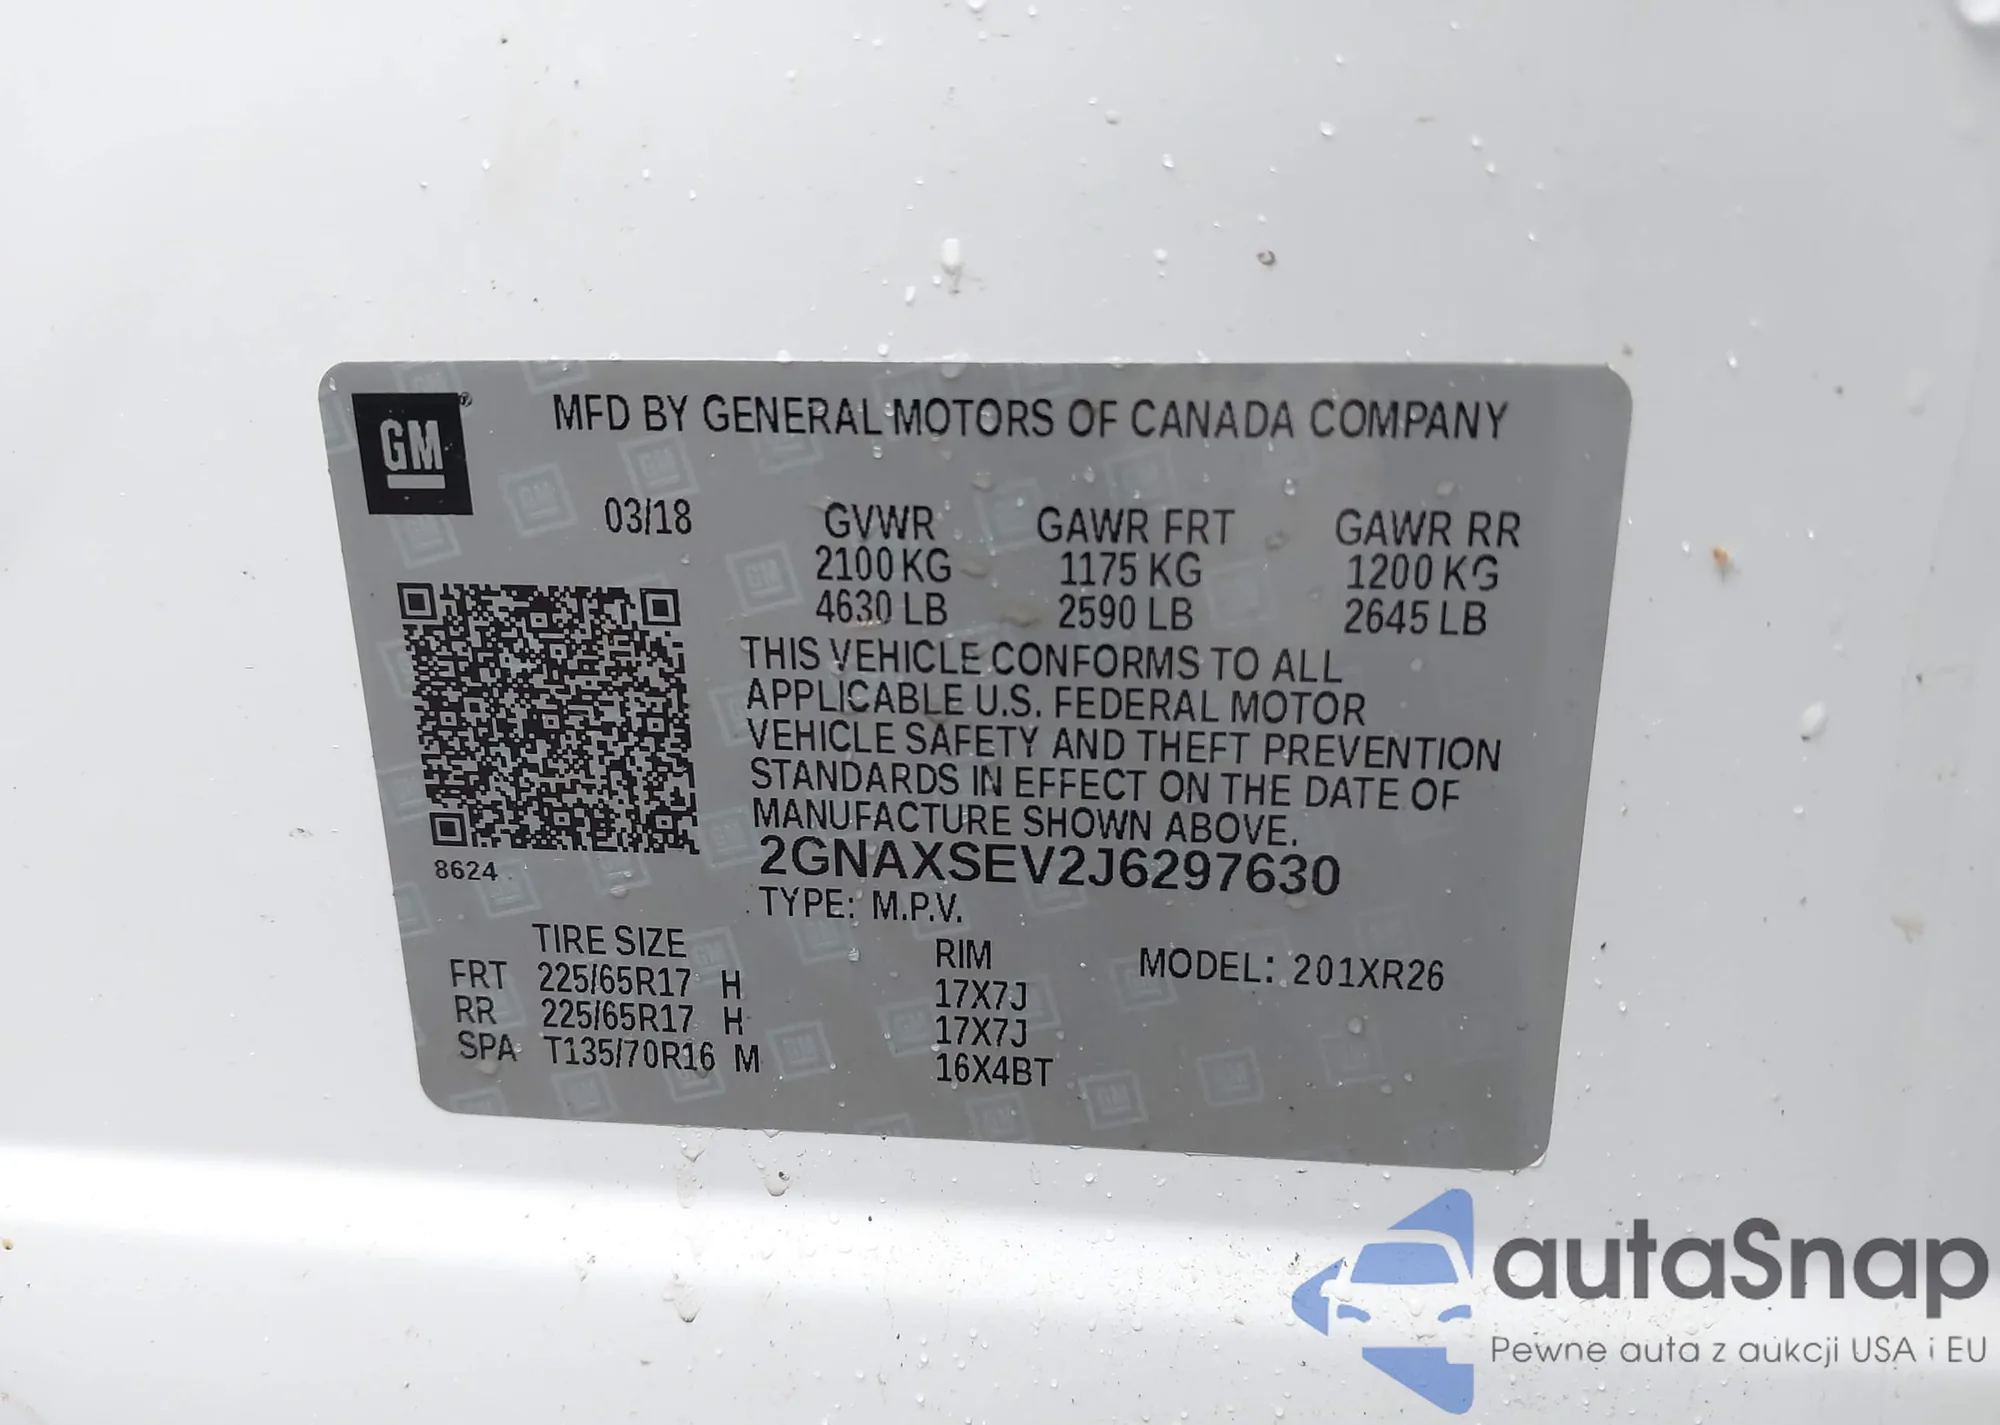 GM
MFD BY GENERAL MOTORS OF CANADA COMPANY
03/18 GVWR GAWR FRT GAWR RR
2100 KG 1175 KG 1200 KG
4630 LB 2590 LB 2645 LB
THIS VEHICLE CONFORMS TO ALL
APPLICABLE U.S. FEDERAL MOTOR
VEHICLE SAFETY AND THEFT PREVENTION
STANDARDS IN EFFECT ON THE DATE OF
MANUFACTURE SHOWN ABOVE.
8624 2GNAXSEV2J6297630
TYPE: M.P.V.
TIRE SIZE RIM MODEL: 201XR26
FRT 225/65R17 H 17X7J
RR 225/65R17 H 17X7J
SPA T135/70R16 M 16X4BT
autaSnap
Pewne auta z aukcji USA i EU